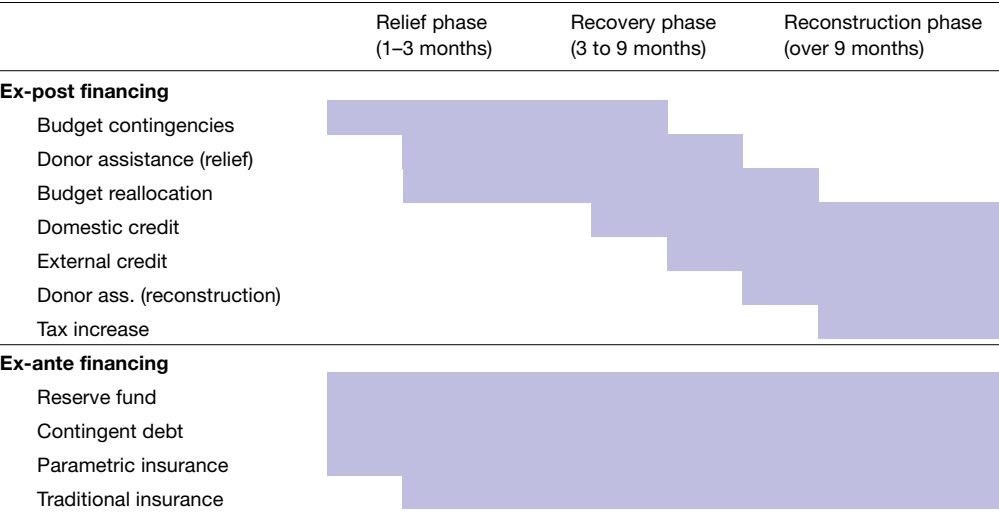 Relief phase
(1–3 months)
Recovery phase
(3 to 9 months)
Reconstruction phase
(over 9 months)
Ex-post financing
Budget contingencies
Donor assistance (relief)
Budget reallocation
Domestic credit
External credit
Donor ass. (reconstruction)
Tax increase
Ex-ante financing
Reserve fund
Contingent debt
Parametric insurance
Traditional insurance